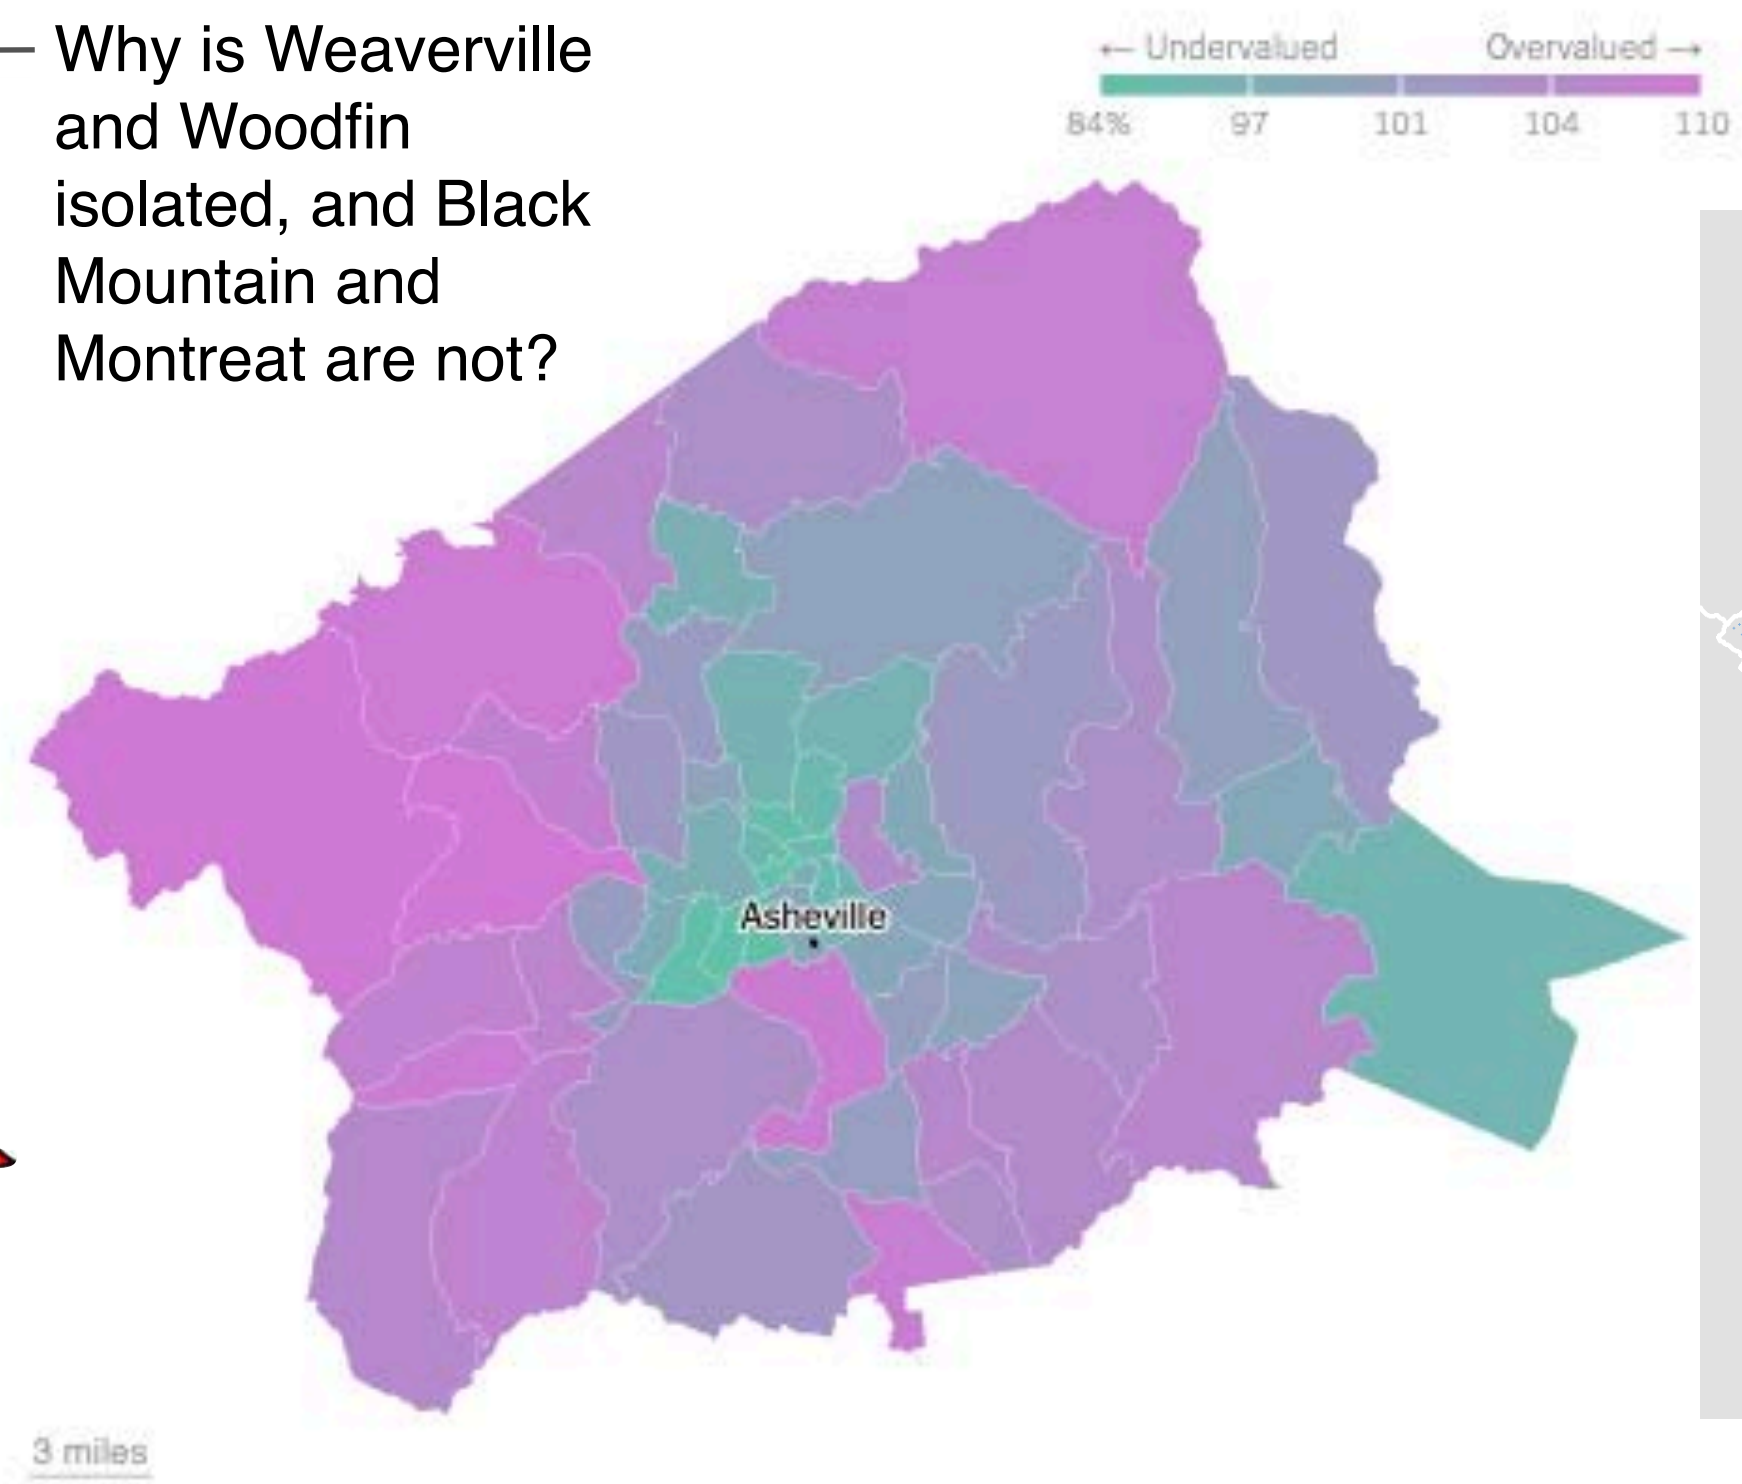 – Why is Weaverville
and Woodfin
isolated, and Black
Mountain and
Montreat are not?
← Undervalued Overvalued →
84% 97 101 104 110
Asheville
3 miles